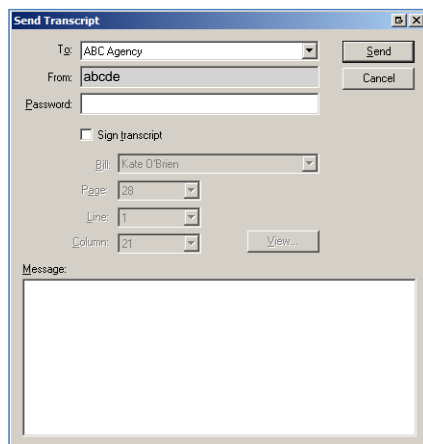 Send Transcript
To: ABC Agency
Send
From: abcde
Cancel
Password:
Sign transcript
Bill: Kate O'Brien
Page: 28
Line: 1
Column: 21
View...
Message: